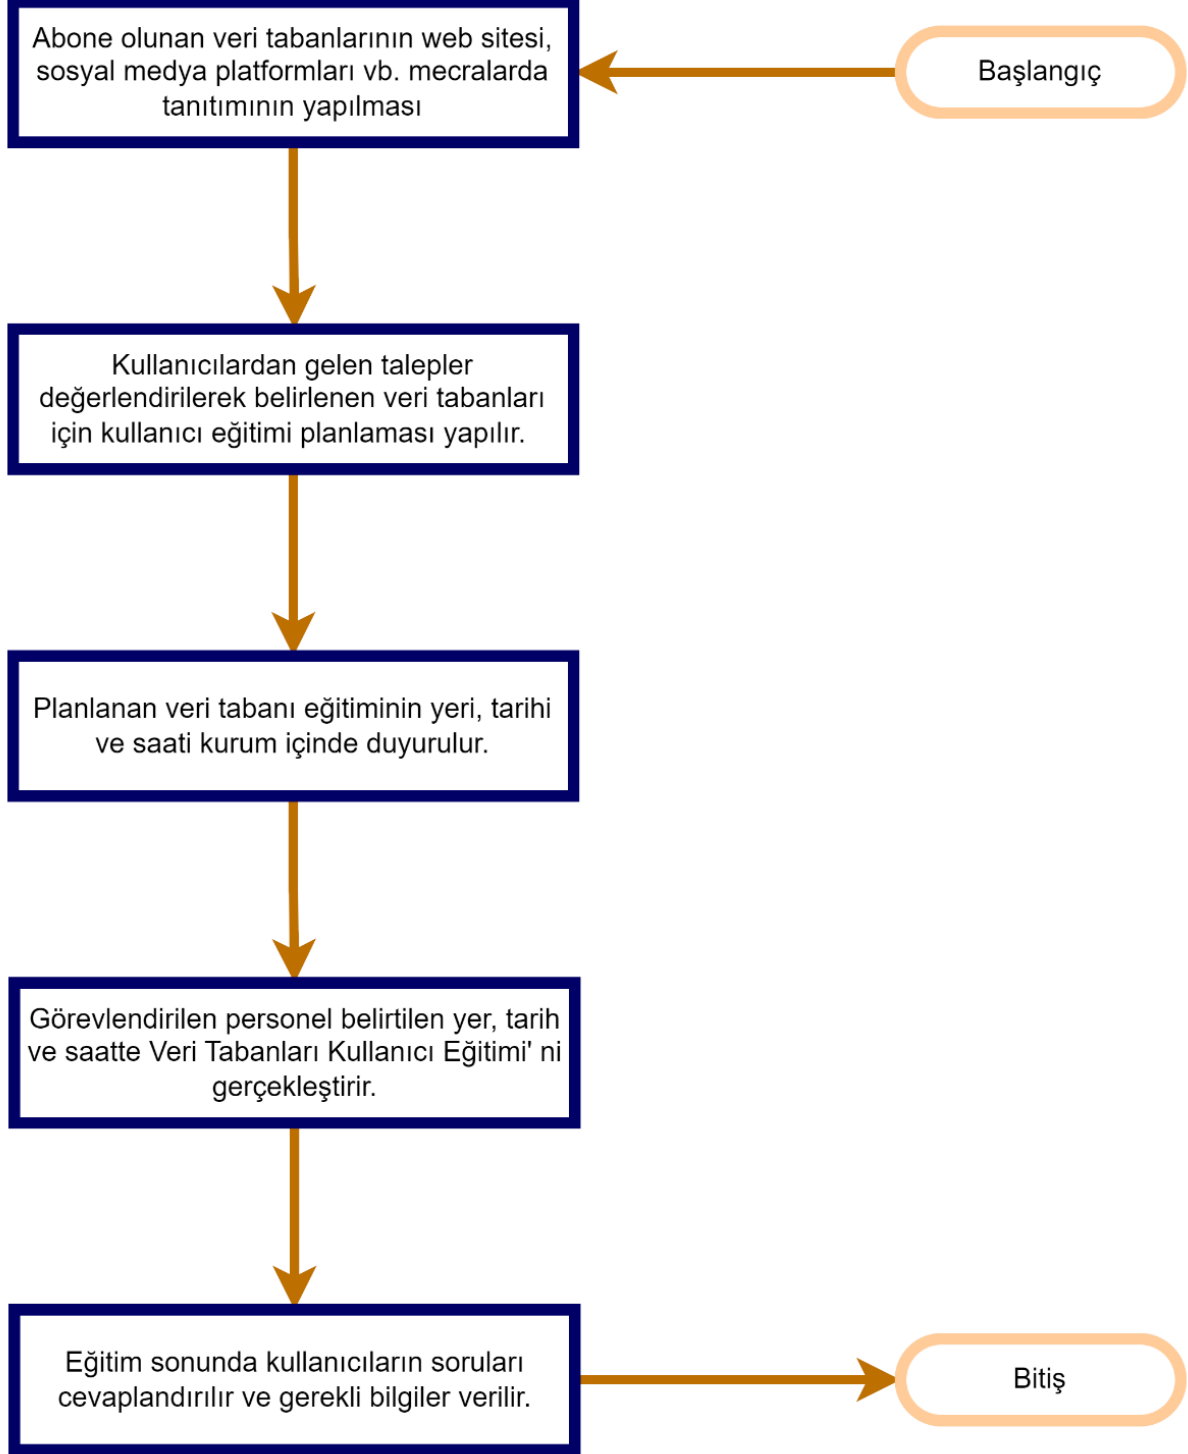 Başlangıç
Abone olunan veri tabanlarının web sitesi,
sosyal medya platformları vb. mecralarda
tanıtımının yapılması
Kullanıcılardan gelen talepler
değerlendirilerek belirlenen veri tabanları
için kullanıcı eğitimi planlaması yapılır.
Planlanan veri tabanı eğitiminin yeri, tarihi
ve saati kurum içinde duyurulur.
Görevlendirilen personel belirtilen yer, tarih
ve saatte Veri Tabanları Kullanıcı Eğitimi' ni
gerçekleştirir.
Eğitim sonunda kullanıcıların soruları
cevaplandırılır ve gerekli bilgiler verilir.
Bitiş